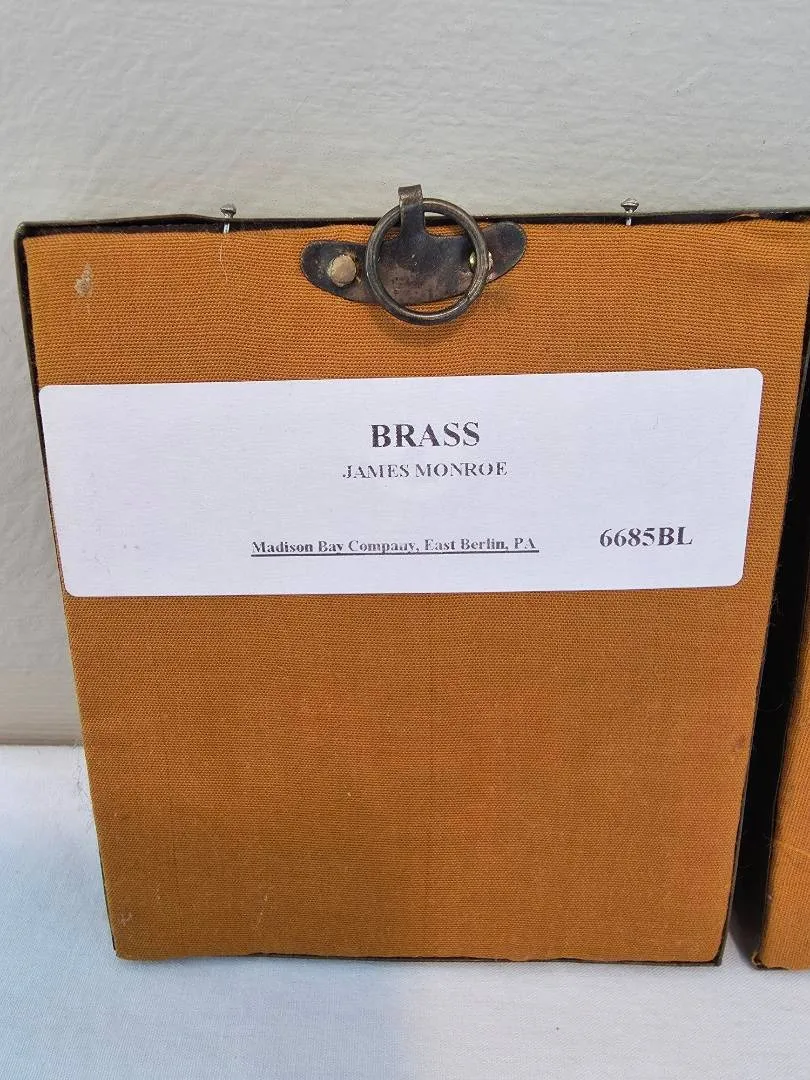 BRASS
JAMES MONROE
Madison Bay Company, East Berlin, PA
6685BL